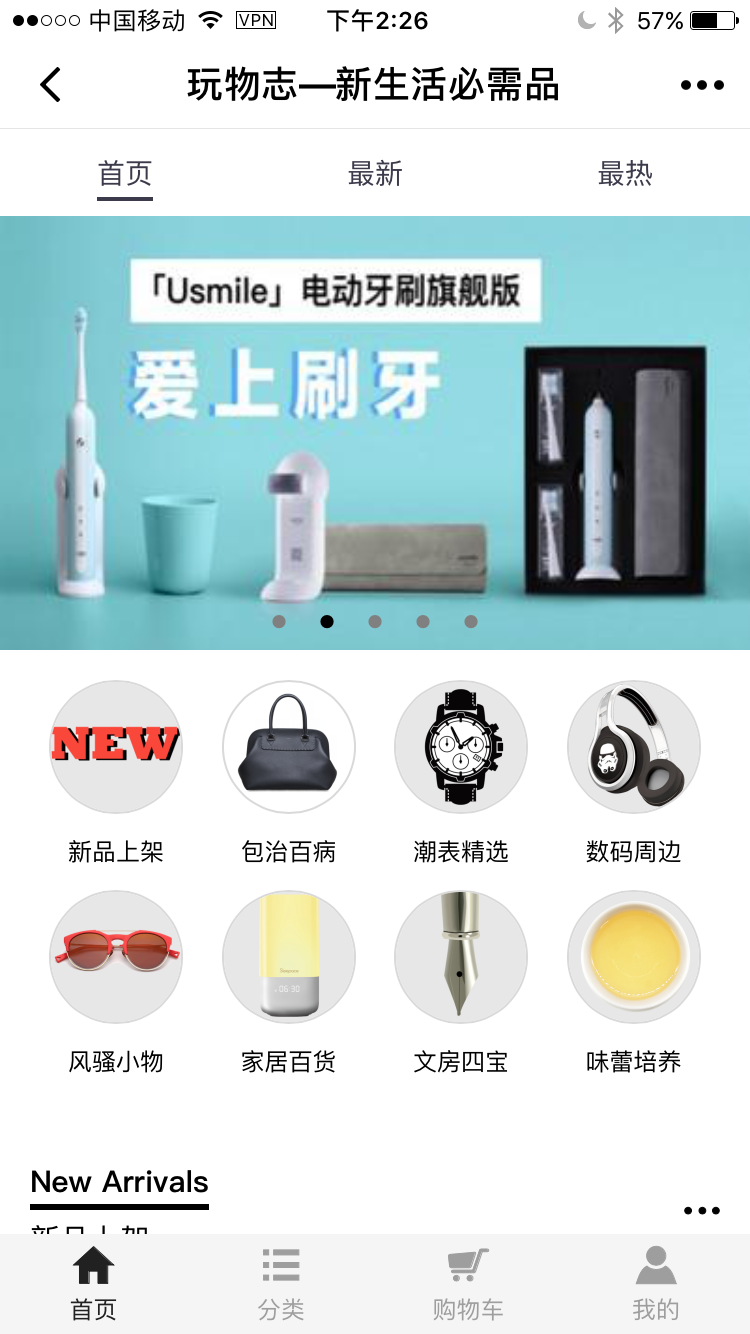 中国移动 VPN 下午2:26 57%
玩物志—新生活必需品
首页 最新 最热
「Usmile」电动牙刷旗舰版
爱上刷牙
NEW
新品上架 包治百病 潮表精选 数码周边
05:30
风骚小物 家居百货 文房四宝 味蕾培养
New Arrivals
新品上架
首页 分类 购物车 我的